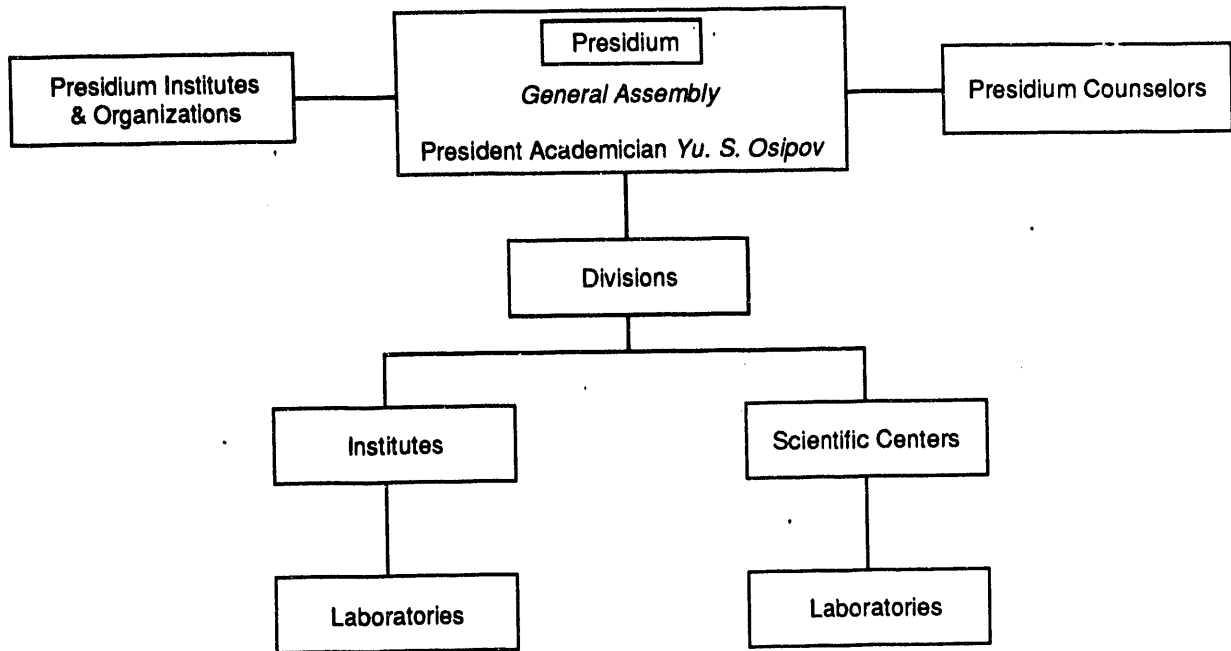 Presidium
Presidium Institutes
& Organizations
General Assembly
Presidium Counselors
President Academician Yu. S. Osipov
Divisions
Institutes
Scientific Centers
Laboratories
Laboratories